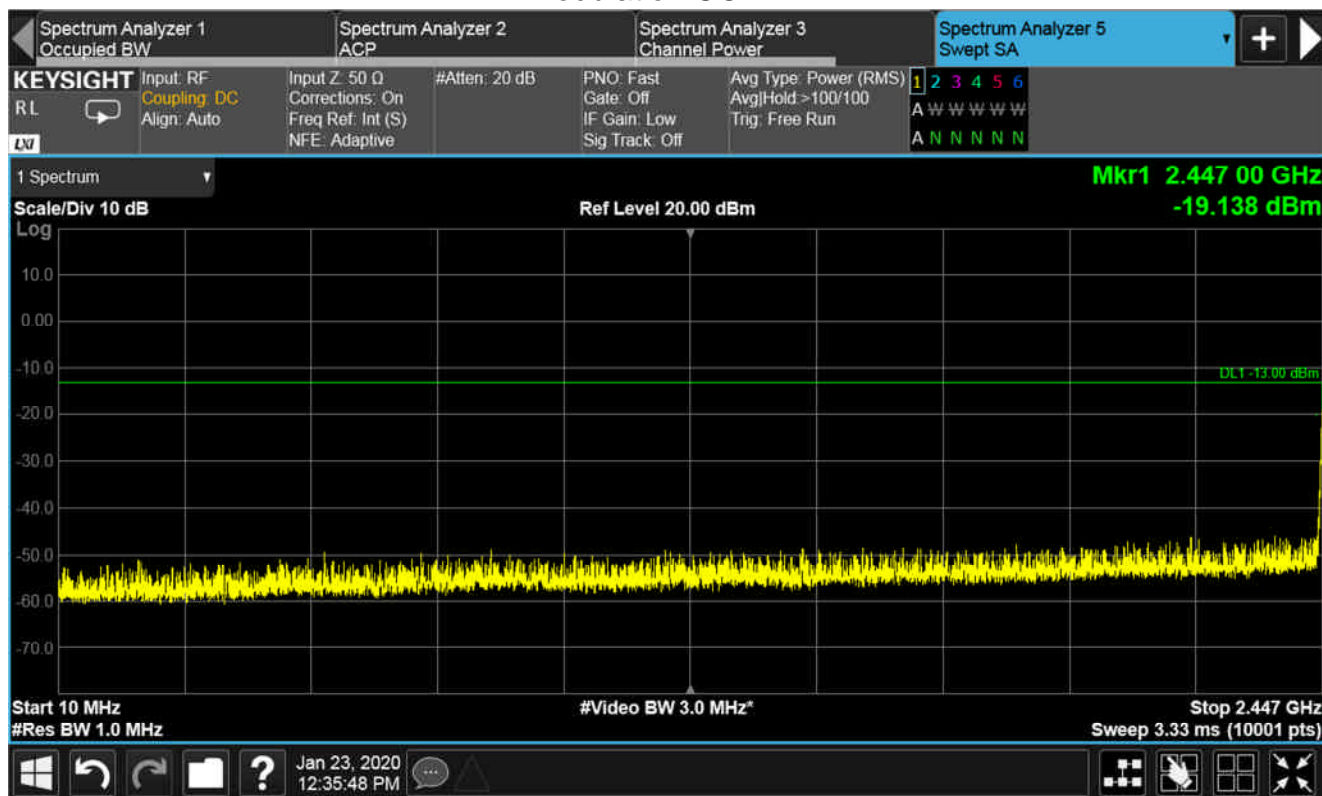 Spectrum Analyzer 1
Occupied BW
Spectrum Analyzer 2
ACP
Spectrum Analyzer 3
Channel Power
Spectrum Analyzer 5
Swept SA
KEYSIGHT
RL
LXI
Input: RF
Coupling: DC
Align: Auto
Input Z: 50 Ω
Corrections: On
Freq Ref: Int (S)
NFE: Adaptive
#Atten: 20 dB
PNO: Fast
Gate: Off
IF Gain: Low
Sig Track: Off
Avg Type: Power (RMS)
Avg|Hold:>100/100
Trig: Free Run
1 2 3 4 5 6
A W W W W W
A N N N N N
1 Spectrum
Mkr1 2.447 00 GHz
-19.138 dBm
Scale/Div 10 dB
Ref Level 20.00 dBm
Log
10.0
0.00
-10.0
DL1 -13.00 dBm
-20.0
-30.0
-40.0
-50.0
-60.0
-70.0
Start 10 MHz
#Video BW 3.0 MHz*
Stop 2.447 GHz
#Res BW 1.0 MHz
Sweep 3.33 ms (10001 pts)
?
Jan 23, 2020
12:35:48 PM